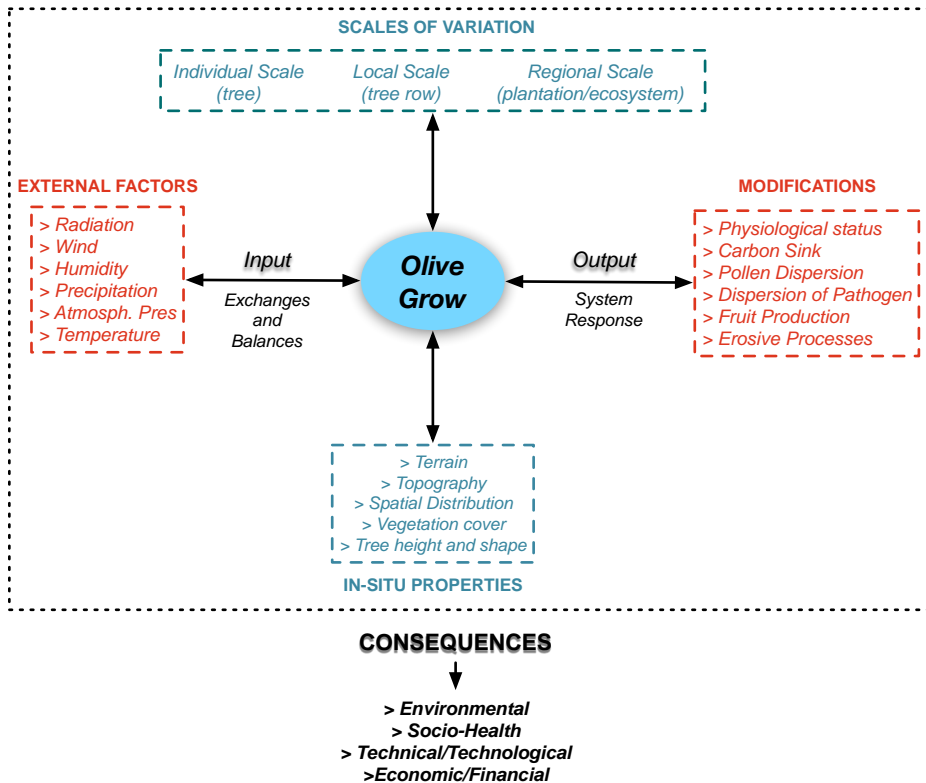 SCALES OF VARIATION
Individual Scale
(tree)
Local Scale
(tree row)
Regional Scale
(plantation/ecosystem)
EXTERNAL FACTORS
> Radiation
> Wind
> Humidity
> Precipitation
> Atmosph. Pres
> Temperature
Input
Exchanges
and
Balances
Olive
Grow
Output
System
Response
MODIFICATIONS
> Physiological status
> Carbon Sink
> Pollen Dispersion
> Dispersion of Pathogen
> Fruit Production
> Erosive Processes
> Terrain
> Topography
> Spatial Distribution
> Vegetation cover
> Tree height and shape
IN-SITU PROPERTIES
CONSEQUENCES
> Environmental
> Socio-Health
> Technical/Technological
>Economic/Financial